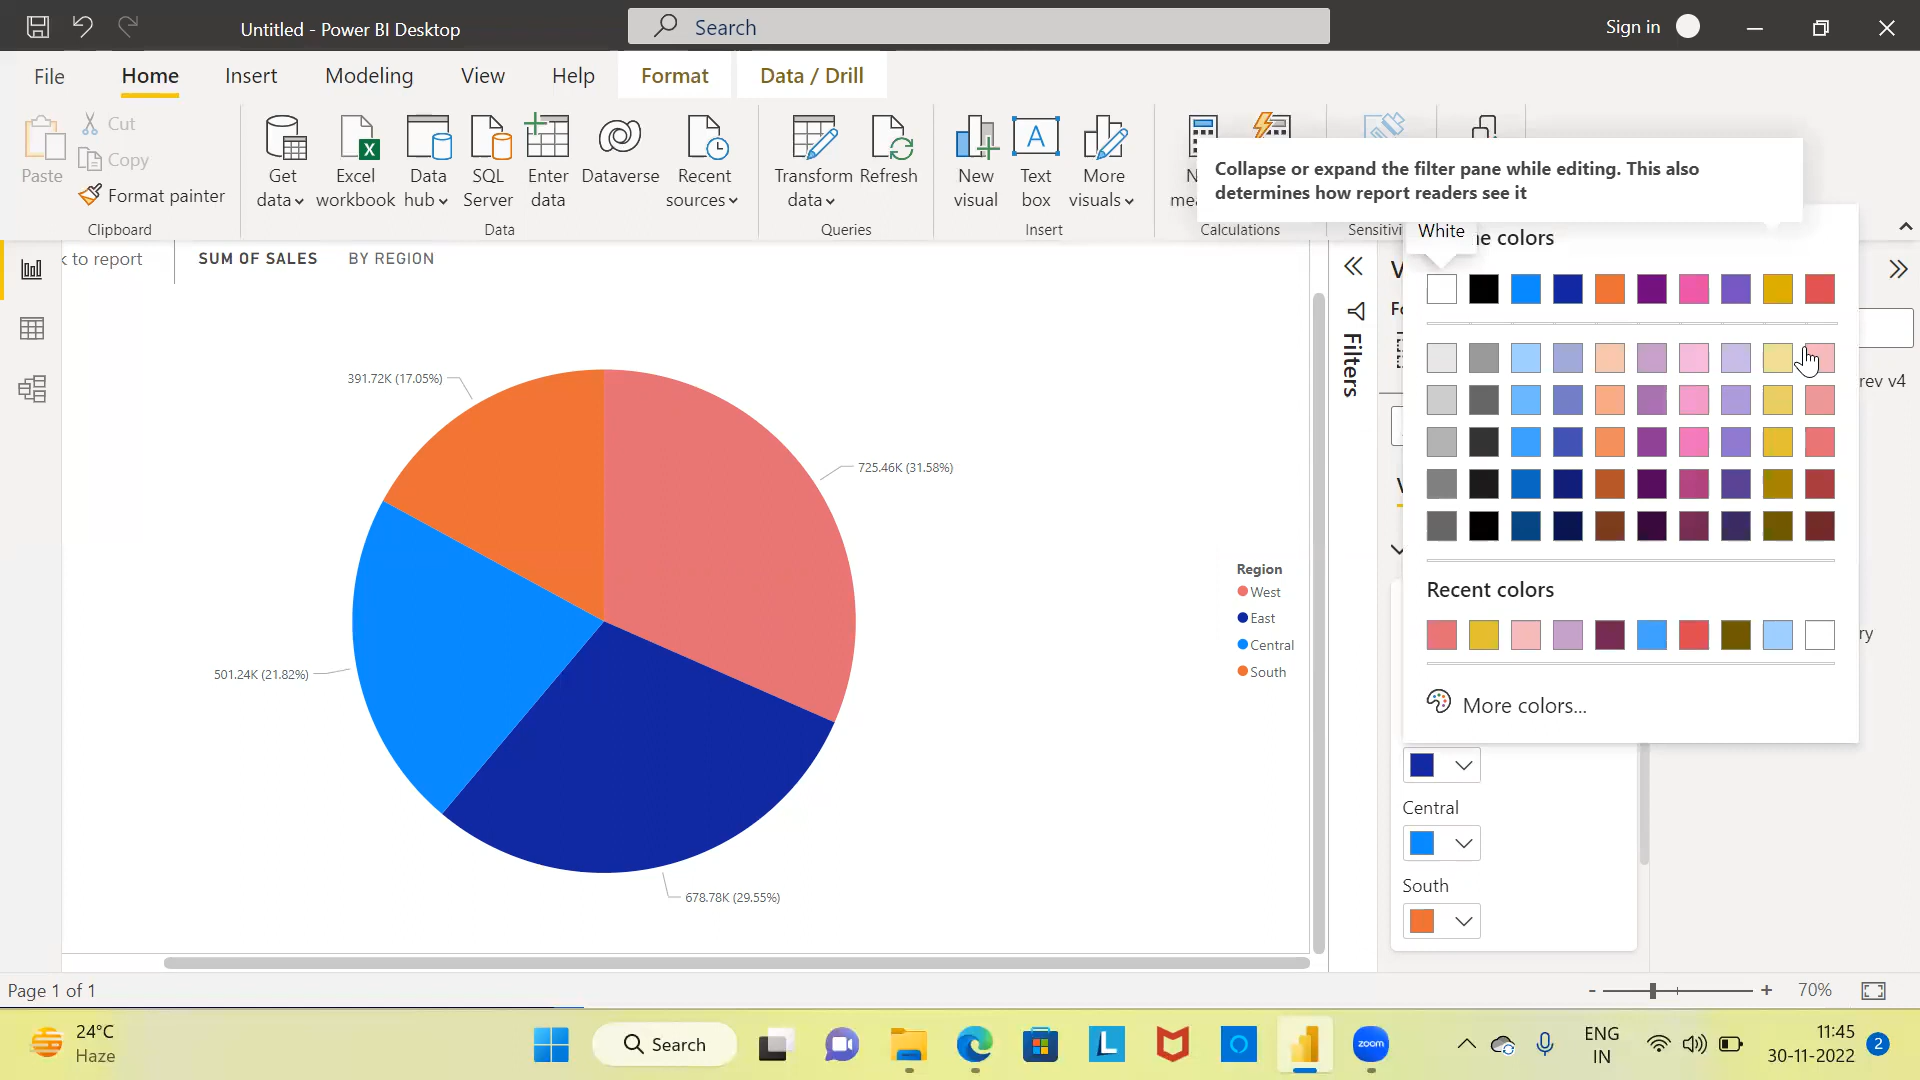 Untitled - Power BI Desktop
Search
Sign in
File
Home
Insert
Modeling
View
Help
Format
Data / Drill
Paste
Cut
Copy
Format painter
Clipboard
Get data
Excel workbook
Data hub
SQL Server
Enter data
Dataverse
Recent sources
Data
Transform data
Refresh
Queries
New visual
Text box
More visuals
Insert
Calculations
Collapse or expand the filter pane while editing. This also
determines how report readers see it
White
colors
to report
SUM OF SALES
BY REGION
391.72K (17.05%)
725.46K (31.58%)
501.24K (21.82%)
678.78K (29.55%)
Region
West
East
Central
South
Filters
rev v4
Recent colors
More colors...
Central
South
Page 1 of 1
- + 70%
24°C
Haze
Search
L
zoom
ENG
IN
11:45
30-11-2022
2